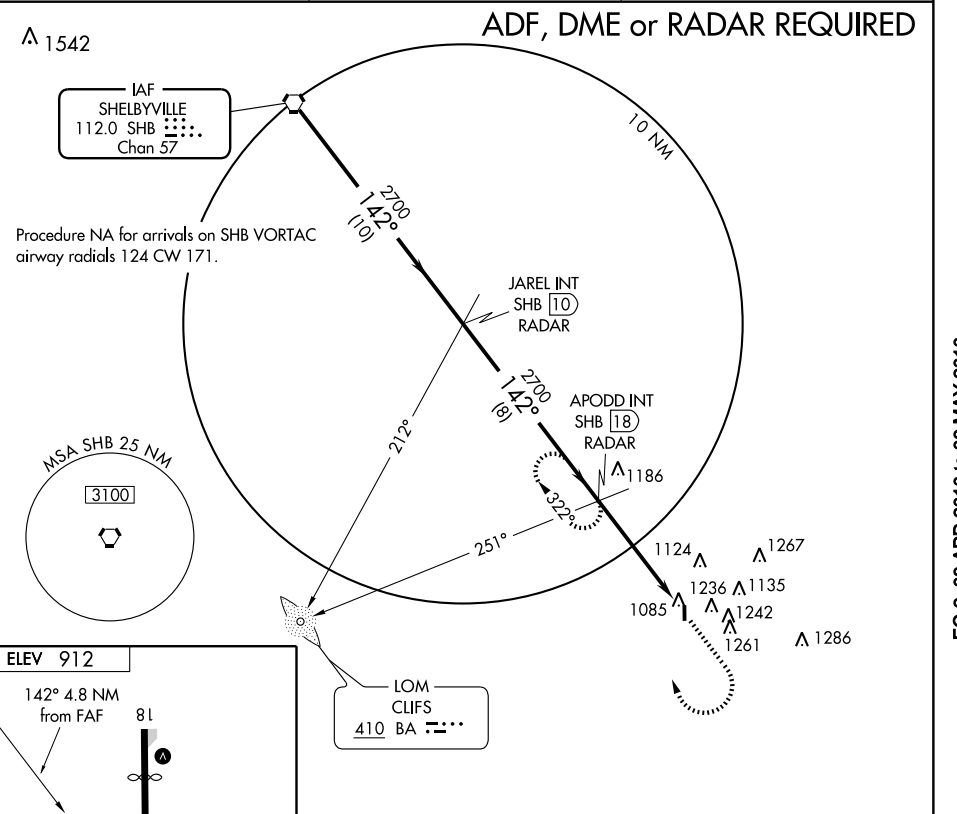 ADF, DME or RADAR REQUIRED
1542
IAF
SHELBYVILLE
112.0 SHB
Chan 57
10 NM
2700
142°
(10)
Procedure NA for arrivals on SHB VORTAC
airway radials 124 CW 171.
JAREL INT
SHB 10
RADAR
2700
142°
(8)
APODD INT
SHB 18
RADAR
212°
MSA SHB 25 NM
3100
322°
1186
251°
1124
1267
1236
1135
1085
1242
1261
1286
LOM
CLIFS
410 BA
ELEV 912
142° 4.8 NM
from FAF
18